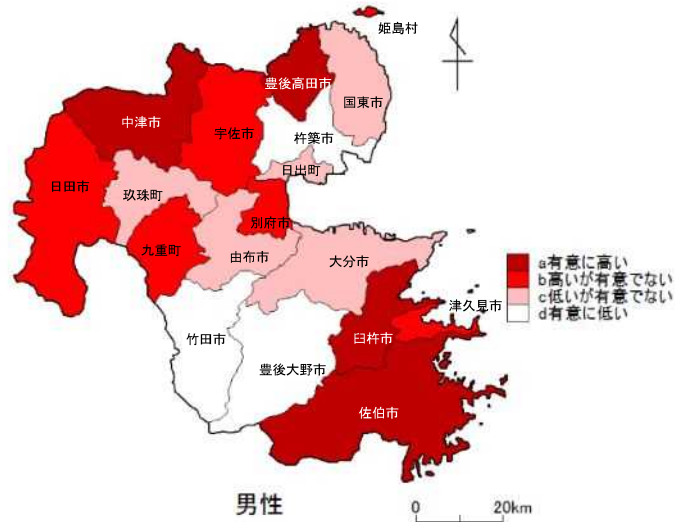 姫島村
豊後高田市
国東市
中津市
宇佐市
杵築市
日出町
日田市
玖珠町
別府市
九重町
由布市
大分市
a有意に高い
b高いが有意でない
c低いが有意でない
d有意に低い
津久見市
竹田市
臼杵市
豊後大野市
佐伯市
男性
0 20km